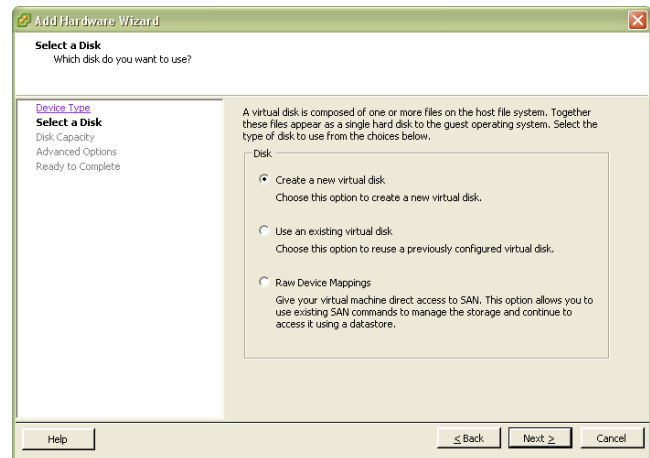 Add Hardware Wizard
Select a Disk
Which disk do you want to use?
Device Type
Select a Disk
Disk Capacity
Advanced Options
Ready to Complete
A virtual disk is composed of one or more files on the host file system. Together
these files appear as a single hard disk to the guest operating system. Select the
type of disk to use from the choices below.
Disk
Create a new virtual disk
Choose this option to create a new virtual disk.
Use an existing virtual disk
Choose this option to reuse a previously configured virtual disk.
Raw Device Mappings
Give your virtual machine direct access to SAN. This option allows you to
use existing SAN commands to manage the storage and continue to
access it using a datastore.
Help
< Back
Next >
Cancel